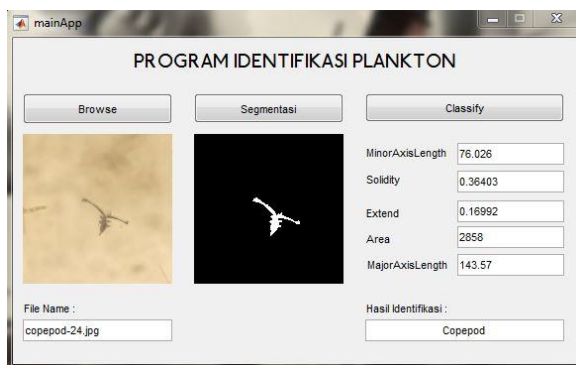 mainApp
PROGRAM IDENTIFIKASI PLANKTON
Browse
Segmentasi
Classify
MinorAxisLength 76.026
Solidity 0.36403
Extend 0.16992
Area 2858
MajorAxisLength 143.57
File Name :
copepod-24.jpg
Hasil Identifikasi :
Copepod